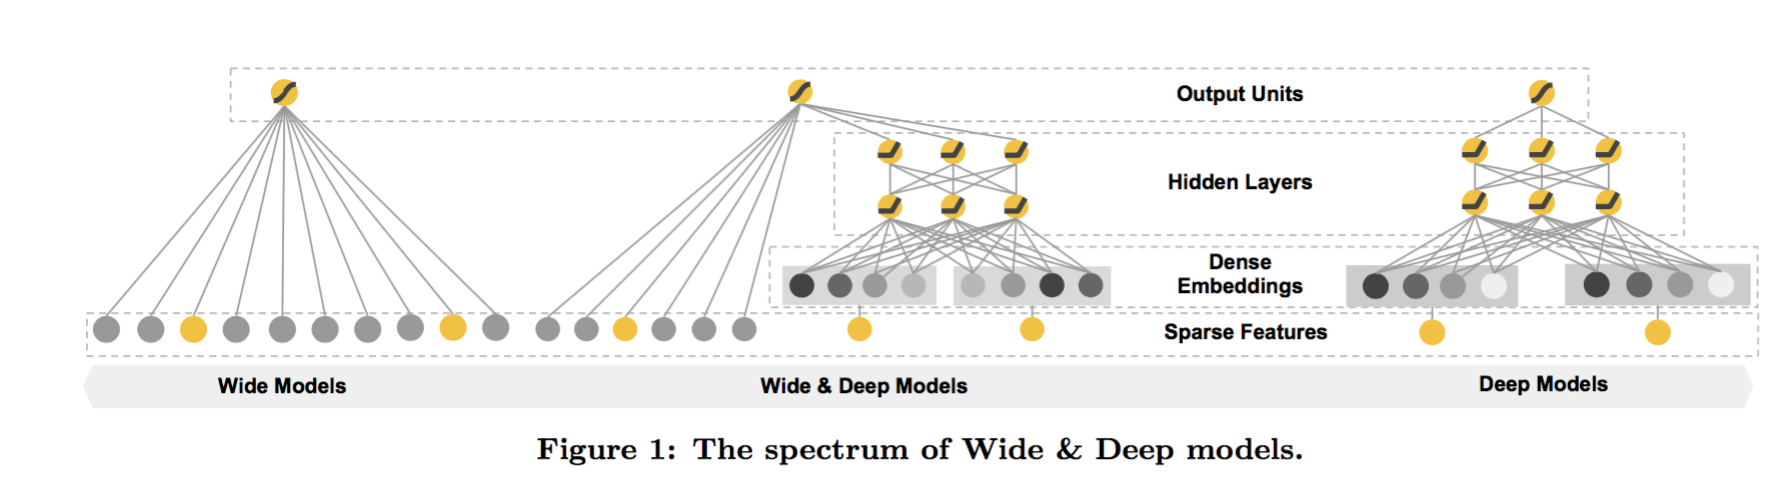 Output Units
Hidden Layers
Dense
Embeddings
Sparse Features
Wide Models
Wide & Deep Models
Deep Models
Figure 1: The spectrum of Wide & Deep models.